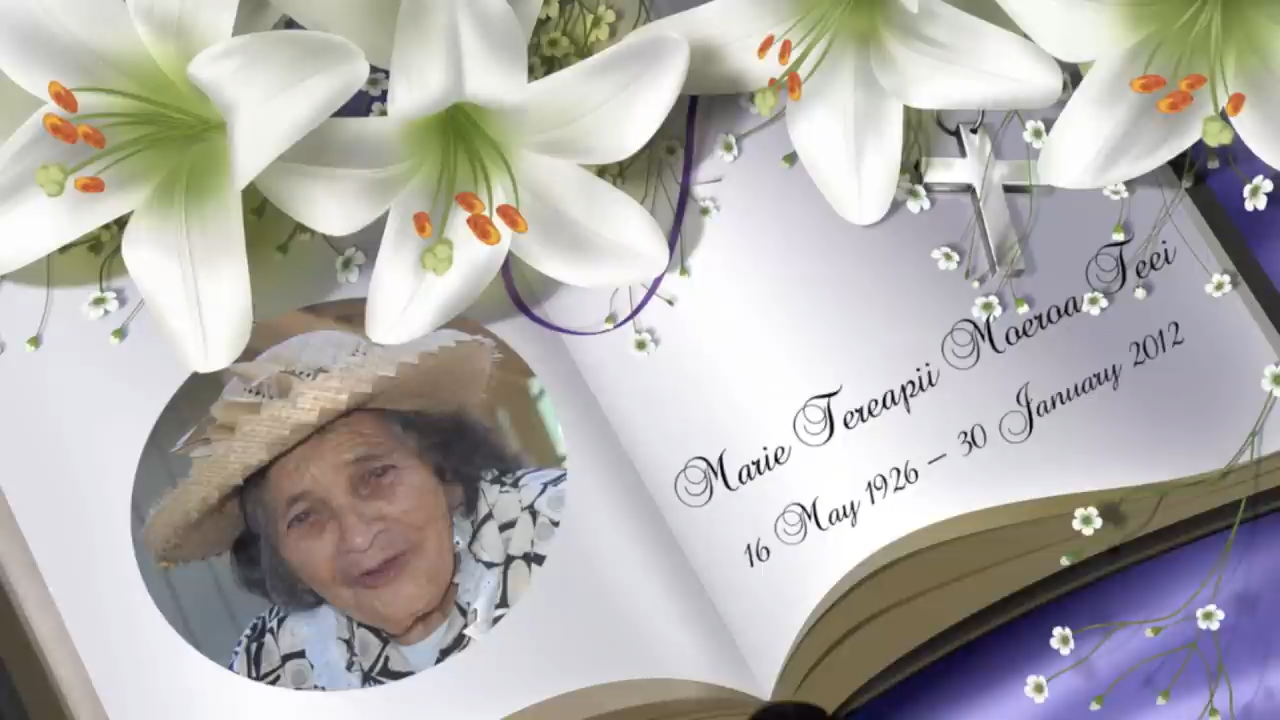 Marie Tereapii Moeroa Teei
16 May 1926 – 30 January 2012